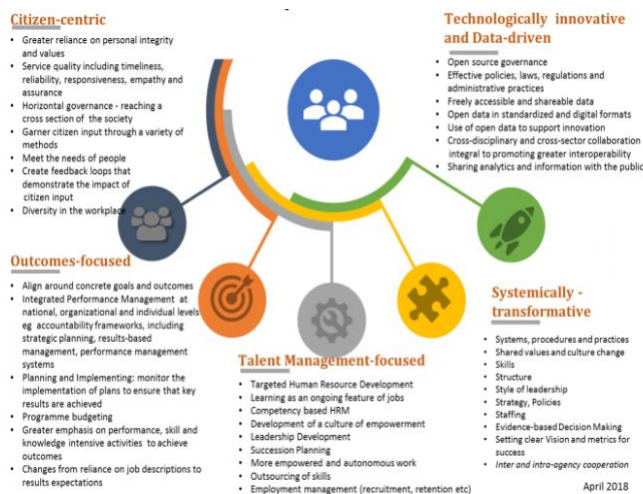 Citizen-centric
• Greater reliance on personal integrity
and values
• Service quality including timeliness,
reliability, responsiveness, empathy and
assurance
• Horizontal governance - reaching a
cross section of the society
• Garner citizen input through a variety of
methods
• Meet the needs of people
• Create feedback loops that
demonstrate the impact of
citizen input
• Diversity in the workplace
Technologically innovative
and Data-driven
• Open source governance
• Effective policies, laws, regulations and
administrative practices
• Freely accessible and shareable data
• Open data in standardized and digital formats
• Use of open data to support innovation
• Cross-disciplinary and cross-sector collaboration
integral to promoting greater interoperability
• Sharing analytics and information with the public
Outcomes-focused
• Align around concrete goals and outcomes
• Integrated Performance Management at
national, organizational and individual levels
eg accountability frameworks, including
strategic planning, results-based
management, performance management
systems
• Planning and Implementing: monitor the
implementation of plans to ensure that key
results are achieved
• Programme budgeting
• Greater emphasis on performance, skill and
knowledge intensive activities to achieve
outcomes
• Changes from reliance on job descriptions to
results expectations
Talent Management-focused
• Targeted Human Resource Development
• Learning as an ongoing feature of jobs
• Competency based HRM
• Development of a culture of empowerment
• Leadership Development
• Succession Planning
• More empowered and autonomous work
• Outsourcing of skills
• Employment management (recruitment, retention etc)
Systemically -
transformative
• Systems, procedures and practices
• Shared values and culture change
• Skills
• Structure
• Style of leadership
• Strategy, Policies
• Staffing
• Evidence-based Decision Making
• Setting clear Vision and metrics for
success
• Inter and intra-agency cooperation
April 2018